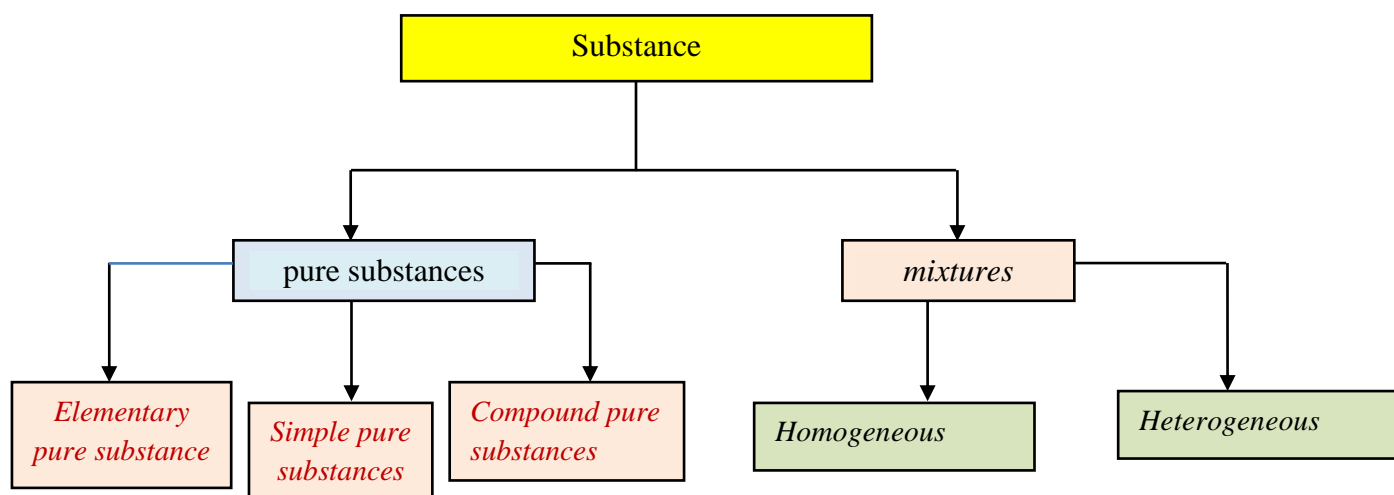 Substance
pure substances
mixtures
Elementary
pure substance
Simple pure
substances
Compound pure
substances
Homogeneous
Heterogeneous